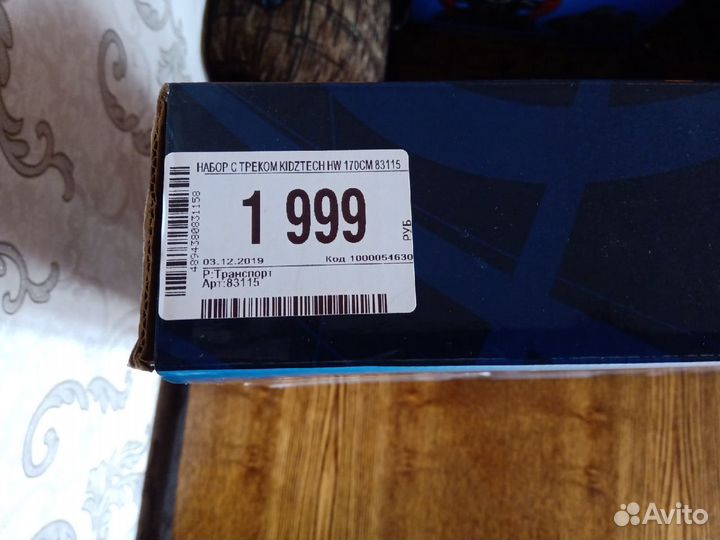 НАБОР С ТРЕКОМ KIDZTECH HW 170CM 83115
1 999
РУБ
4894380831158
03.12.2019 Код 1000054630
Р:Транспорт
Арт:83115
Avito